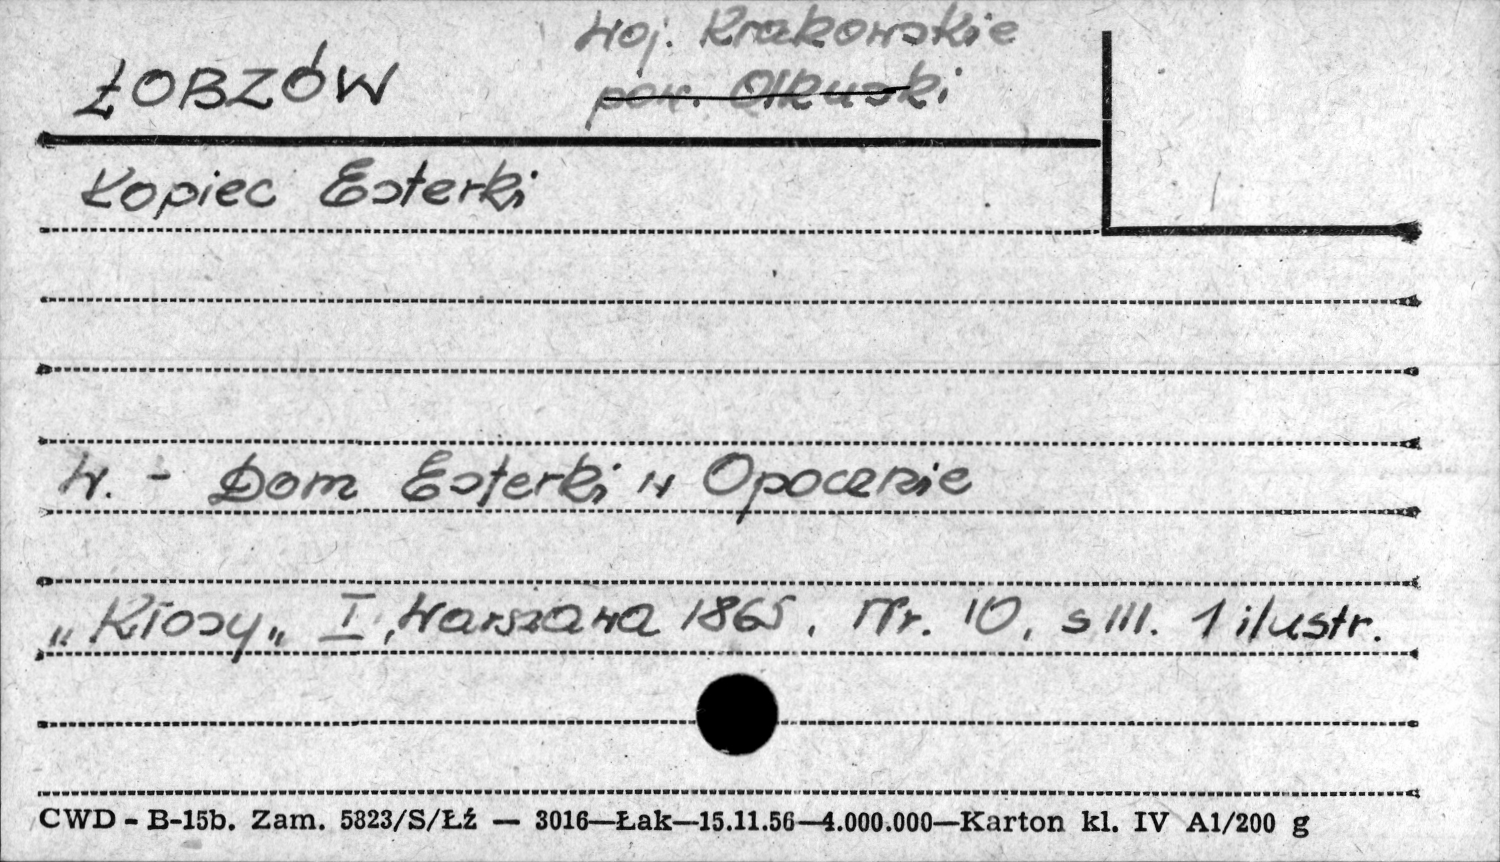 woj. Krakowskie
ŁOBZÓW pow. Olkuski
Kopiec Esterki
W. - Dom Esterki w Opocznie
„Kłosy„ I, Warszawa 1865, Nr. 10, s 111. 1 ilustr.
CWD - B-15b. Zam. 5823/S/Łź — 3016—Łak—15.11.56—4.000.000—Karton kl. IV A1/200 g